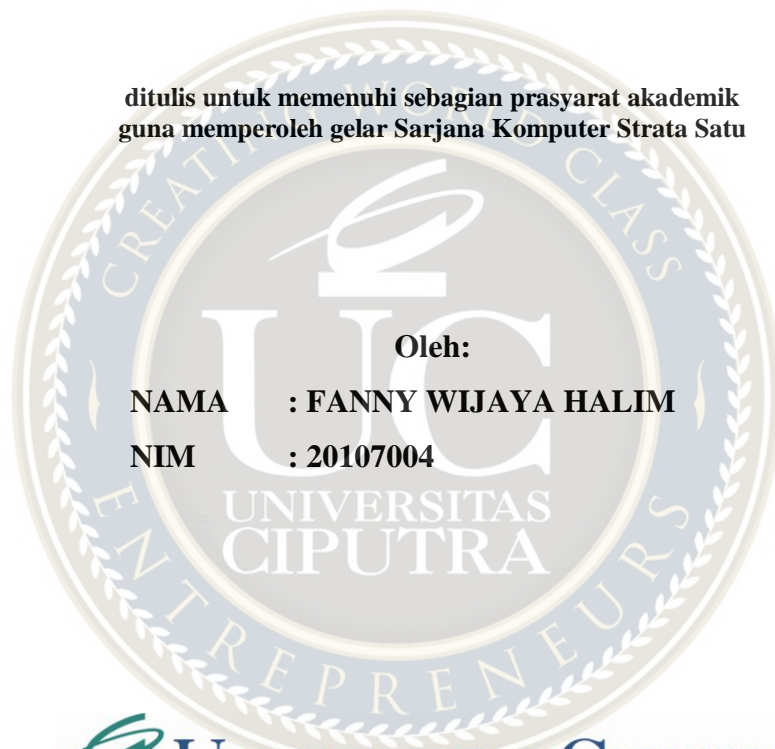 ditulis untuk memenuhi sebagian prasyarat akademik
guna memperoleh gelar Sarjana Komputer Strata Satu
CREATING WORLD CLASS
UC
Oleh:
NAMA : FANNY WIJAYA HALIM
NIM : 20107004
UNIVERSITAS
CIPUTRA
ENTREPRENEURS